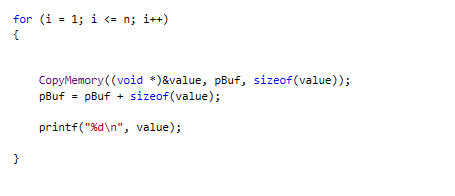 for (i = 1; i <= n; i++)
{
CopyMemory((void *)&value, pBuf, sizeof(value));
pBuf = pBuf + sizeof(value);
printf("%d\n", value);
}